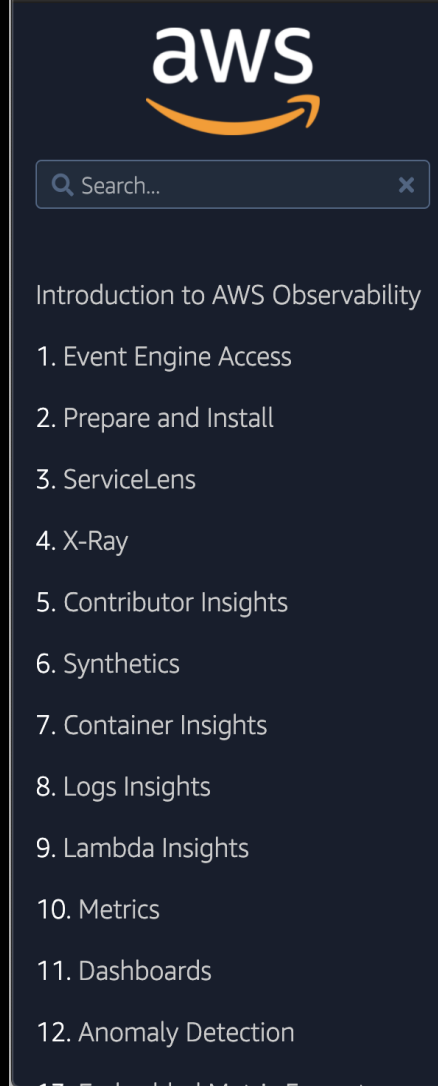 aws
Search...
Introduction to AWS Observability
1. Event Engine Access
2. Prepare and Install
3. ServiceLens
4. X-Ray
5. Contributor Insights
6. Synthetics
7. Container Insights
8. Logs Insights
9. Lambda Insights
10. Metrics
11. Dashboards
12. Anomaly Detection